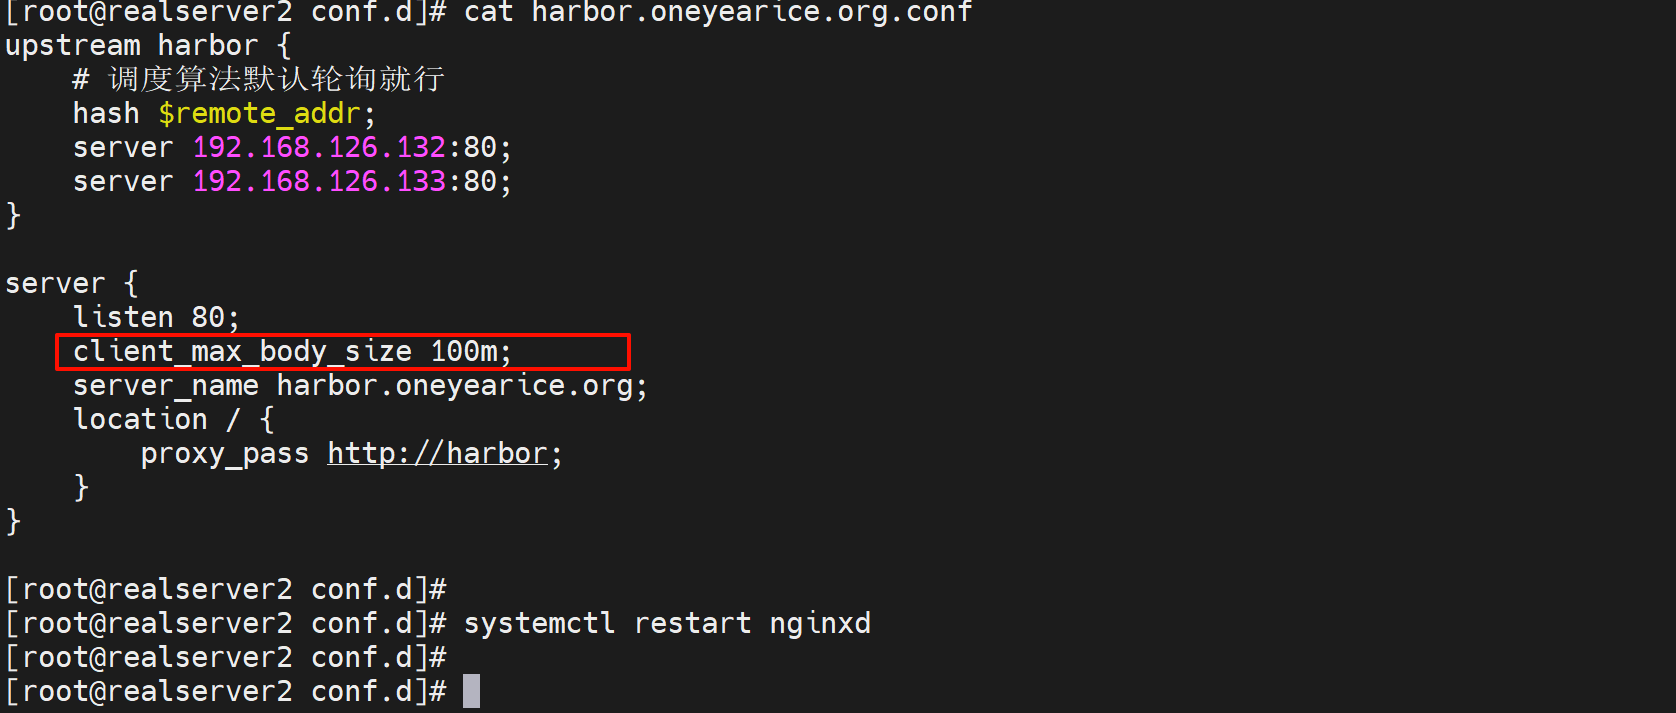 [root@realserver2 conf.d]# cat harbor.oneyearice.org.conf
upstream harbor {
    # 调度算法默认轮询就行
    hash $remote_addr;
    server 192.168.126.132:80;
    server 192.168.126.133:80;
}

server {
    listen 80;
    client_max_body_size 100m;
    server_name harbor.oneyearice.org;
    location / {
        proxy_pass http://harbor;
    }
}

[root@realserver2 conf.d]#
[root@realserver2 conf.d]# systemctl restart nginxd
[root@realserver2 conf.d]#
[root@realserver2 conf.d]#